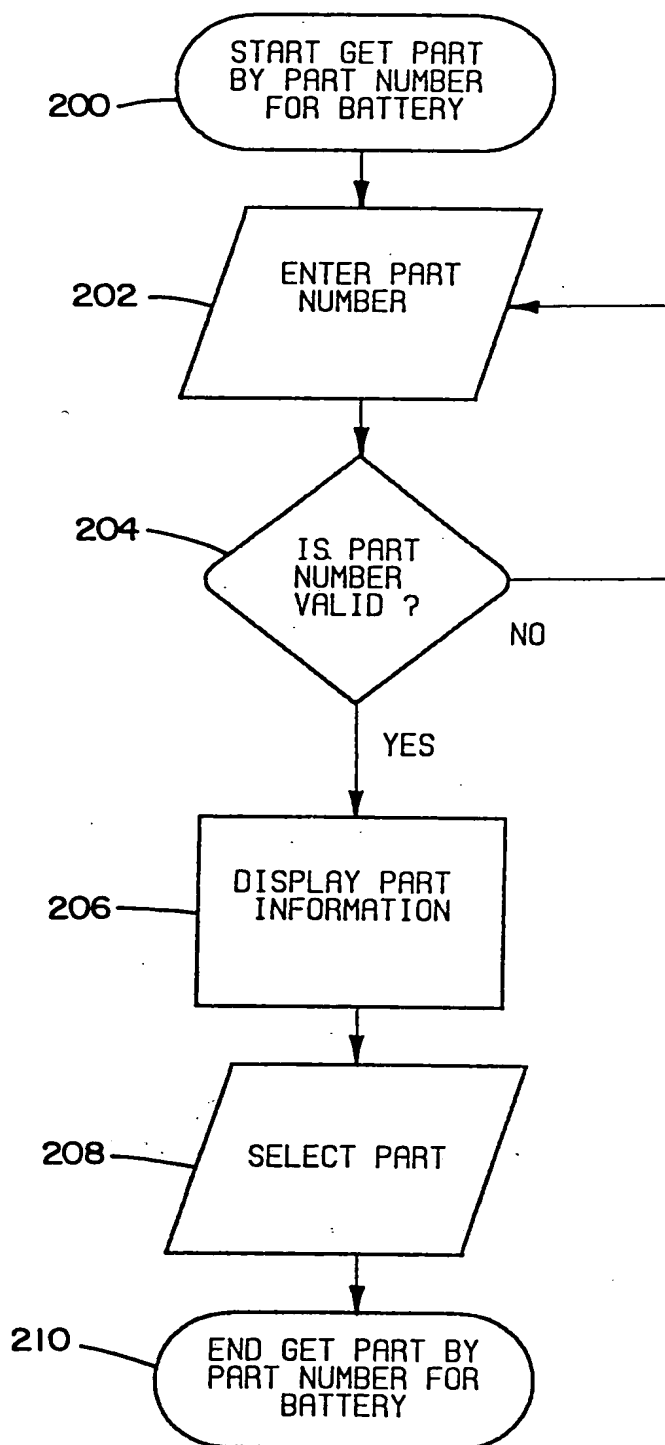 START GET PART
BY PART NUMBER
FOR BATTERY
200
ENTER PART
NUMBER
202
IS PART
NUMBER
VALID ?
204
NO
YES
DISPLAY PART
INFORMATION
206
SELECT PART
208
END GET PART BY
PART NUMBER FOR
BATTERY
210